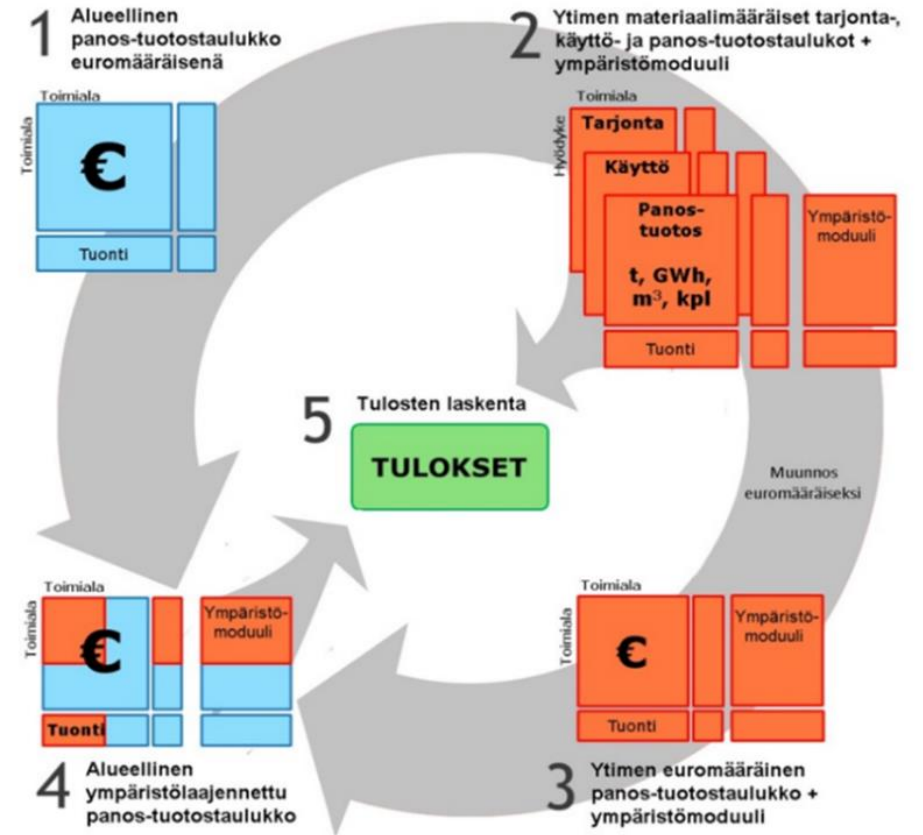 1 Alueellinen
panos-tuotostaulukko
euromääräisenä
Toimiala
Toimiala
€
Tuonti
2 Ytimen materiaalimääräiset tarjonta-,
käyttö- ja panos-tuotostaulukot +
ympäristömoduuli
Toimiala
Hyödyke
Tarjonta
Käyttö
Panos-
tuotos
t, GWh,
m³, kpl
Tuonti
Ympäristö-
moduuli
Muunnos
euromääräiseksi
5 Tulosten laskenta
TULOKSET
Toimiala
Toimiala
€
Tuonti
Ympäristö-
moduuli
3 Ytimen euromääräinen
panos-tuotostaulukko +
ympäristömoduuli
Toimiala
Toimiala
€
Tuonti
Ympäristö-
moduuli
4 Alueellinen
ympäristölaajennettu
panos-tuotostaulukko